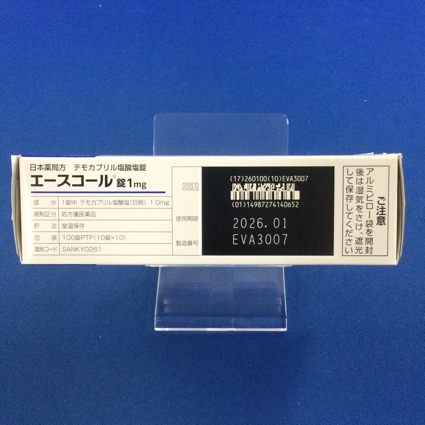 日本薬局方 テモカプリル塩酸塩錠
エースコール®錠1mg
成分 1錠中 テモカプリル塩酸塩(日局) 1.0mg
規制区分 処方箋医薬品
貯法 室温保存
包装 100錠PTP(10錠×10)
識別コード SANKYO261
GS1
使用期限
製造番号
(17)260100(10)EVA3007
(01)14987274140652
2026.01
EVA3007
ご注意
アルミピロー袋を開封
後は湿気をさけ、遮光
して保存してください